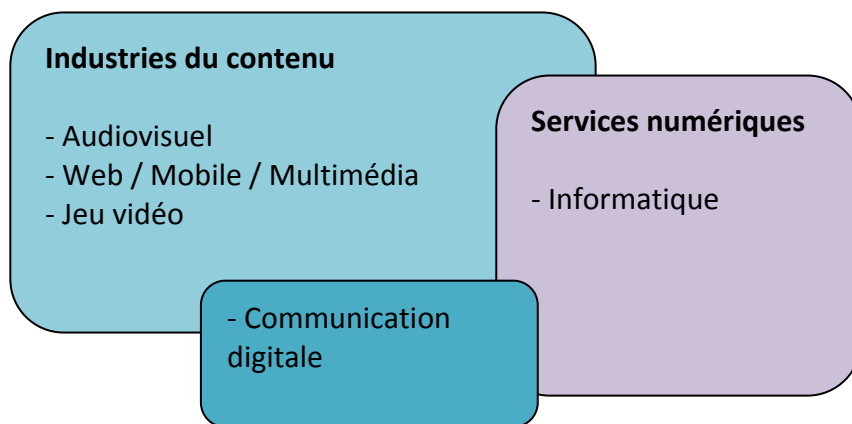 Industries du contenu
- Audiovisuel
- Web / Mobile / Multimédia
- Jeu vidéo
Services numériques
- Informatique
- Communication
digitale